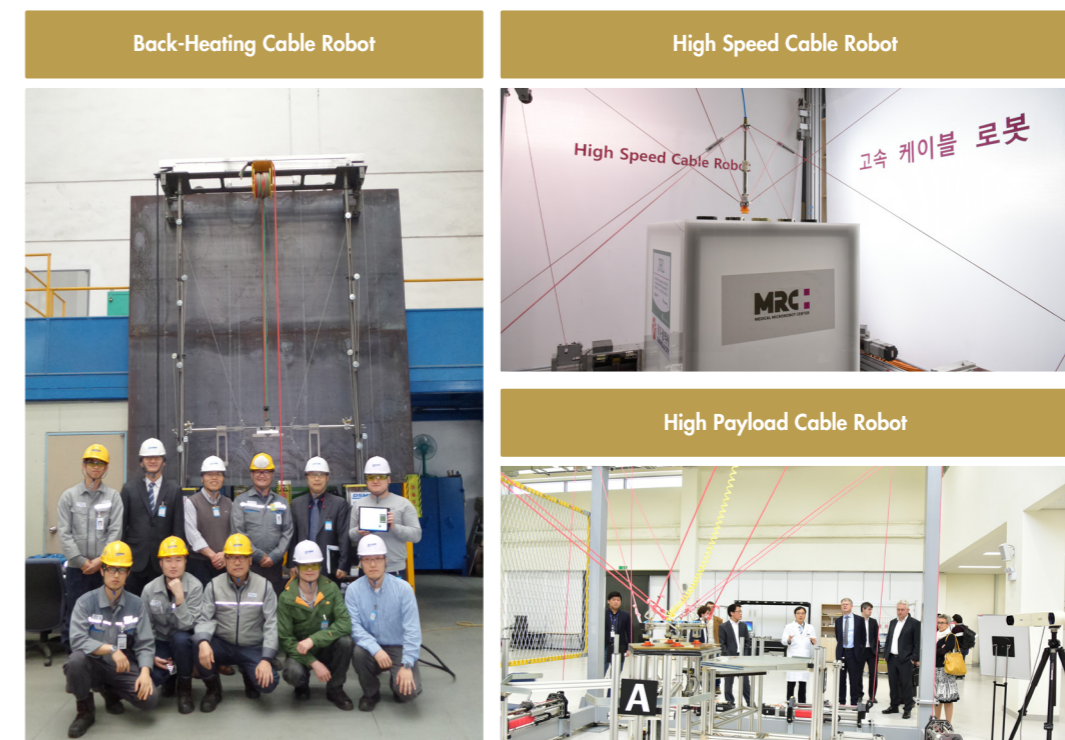 Back-Heating Cable Robot
High Speed Cable Robot
High Speed Cable Robo
고속 케이블 로봇
MRC
MEDICAL MICROROBOT CENTER
High Payload Cable Robot
A